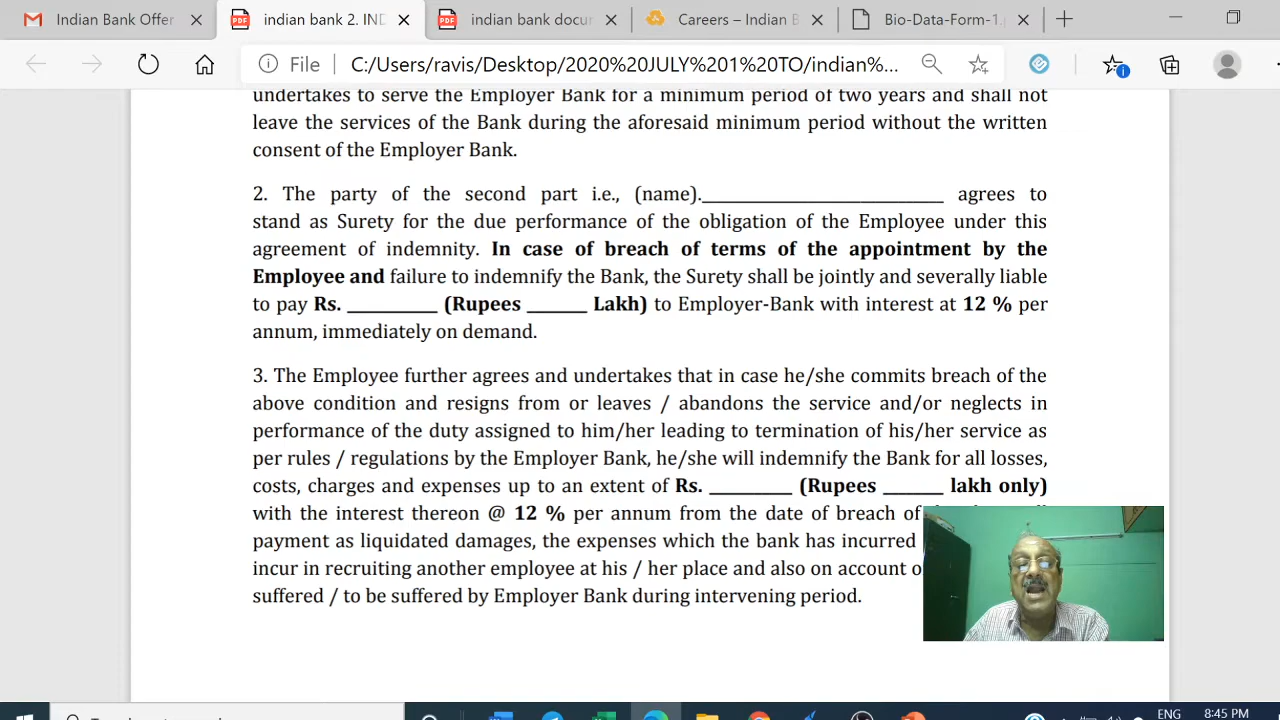 Indian Bank Offer
indian bank 2. IND
indian bank docu
Careers – Indian B
Bio-Data-Form-1.
File
C:/Users/ravis/Desktop/2020%20JULY%201%20TO/indian%...
undertakes to serve the Employer Bank for a minimum period of two years and shall not
leave the services of the Bank during the aforesaid minimum period without the written
consent of the Employer Bank.
2. The party of the second part i.e., (name).______________________ agrees to
stand as Surety for the due performance of the obligation of the Employee under this
agreement of indemnity. In case of breach of terms of the appointment by the
Employee and failure to indemnify the Bank, the Surety shall be jointly and severally liable
to pay Rs. _________ (Rupees ______ Lakh) to Employer-Bank with interest at 12 % per
annum, immediately on demand.
3. The Employee further agrees and undertakes that in case he/she commits breach of the
above condition and resigns from or leaves / abandons the service and/or neglects in
performance of the duty assigned to him/her leading to termination of his/her service as
per rules / regulations by the Employer Bank, he/she will indemnify the Bank for all losses,
costs, charges and expenses up to an extent of Rs. ________ (Rupees ______ lakh only)
with the interest thereon @ 12 % per annum from the date of breach of
payment as liquidated damages, the expenses which the bank has incurred
incur in recruiting another employee at his / her place and also on account o
suffered / to be suffered by Employer Bank during intervening period.
ENG
8:45 PM